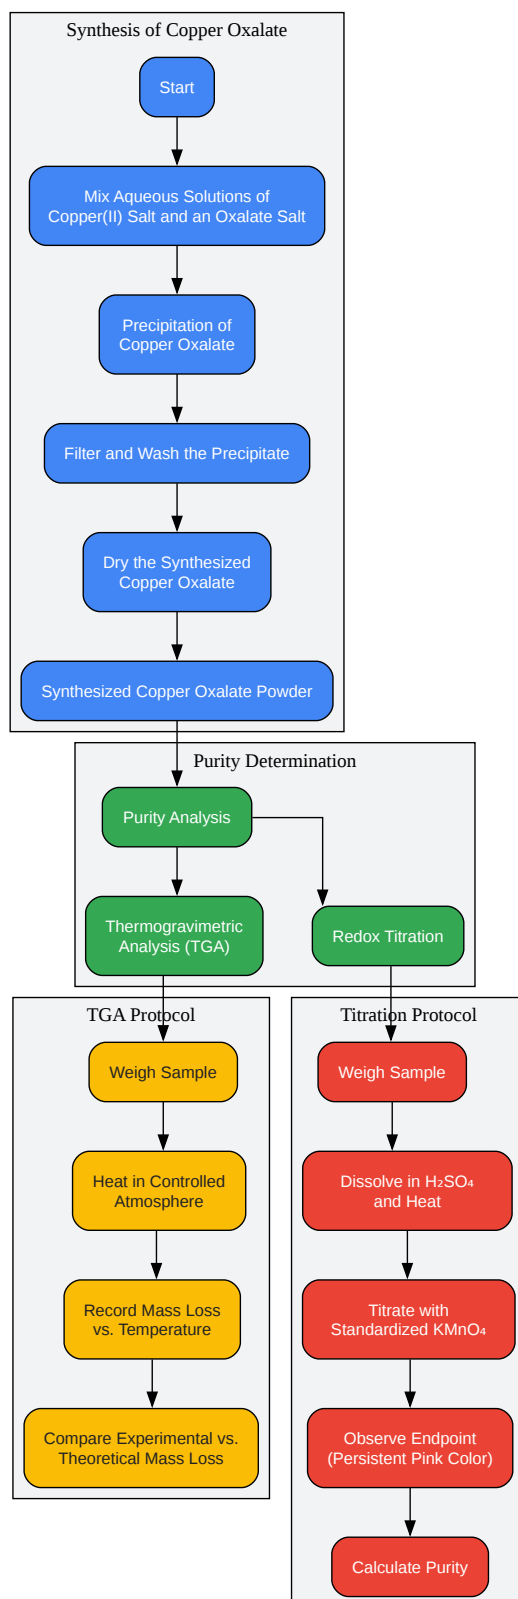 Synthesis of Copper Oxalate
Start
Mix Aqueous Solutions of
Copper(II) Salt and an Oxalate Salt
Precipitation of
Copper Oxalate
Filter and Wash the Precipitate
Dry the Synthesized
Copper Oxalate
Synthesized Copper Oxalate Powder
Purity Determination
Purity Analysis
Thermogravimetric
Analysis (TGA)
Redox Titration
TGA Protocol
Weigh Sample
Heat in Controlled
Atmosphere
Record Mass Loss
vs. Temperature
Compare Experimental vs.
Theoretical Mass Loss
Titration Protocol
Weigh Sample
Dissolve in H₂SO₄
and Heat
Titrate with
Standardized KMnO₄
Observe Endpoint
(Persistent Pink Color)
Calculate Purity